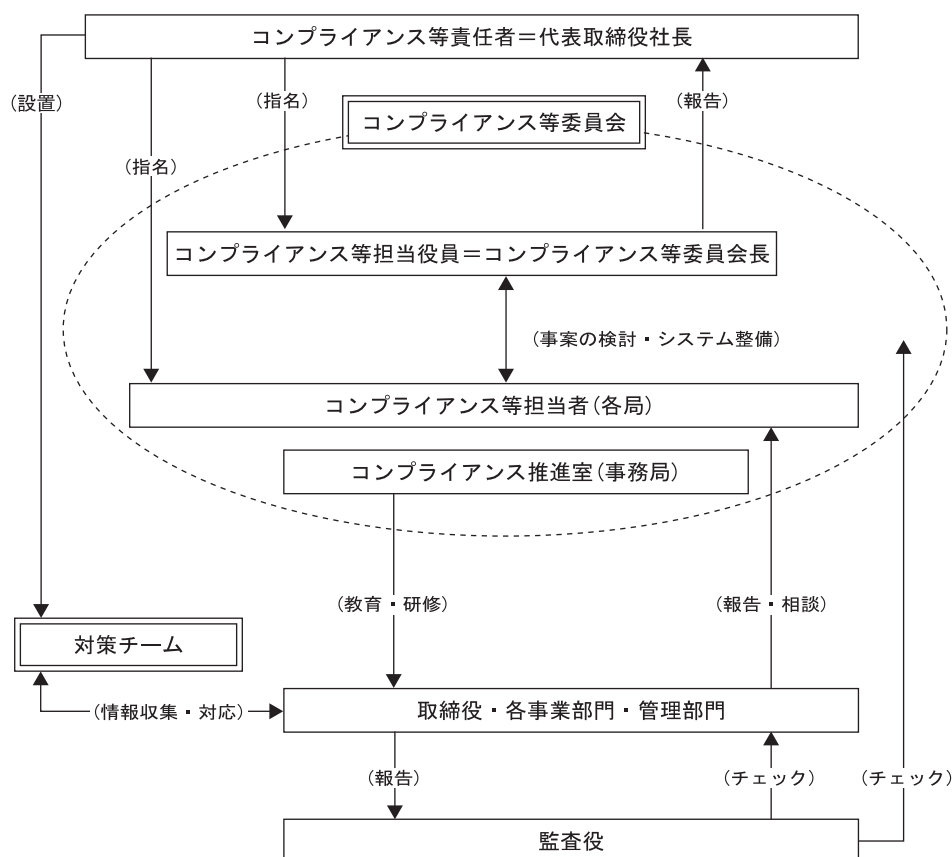 コンプライアンス等責任者＝代表取締役社長
（設置）
（指名）
（報告）
コンプライアンス等委員会
（指名）
コンプライアンス等担当役員＝コンプライアンス等委員会長
（事案の検討・システム整備）
コンプライアンス等担当者（各局）
コンプライアンス推進室（事務局）
（教育・研修）
（報告・相談）
対策チーム
（情報収集・対応）
取締役・各事業部門・管理部門
（報告）
（チェック）
（チェック）
監査役